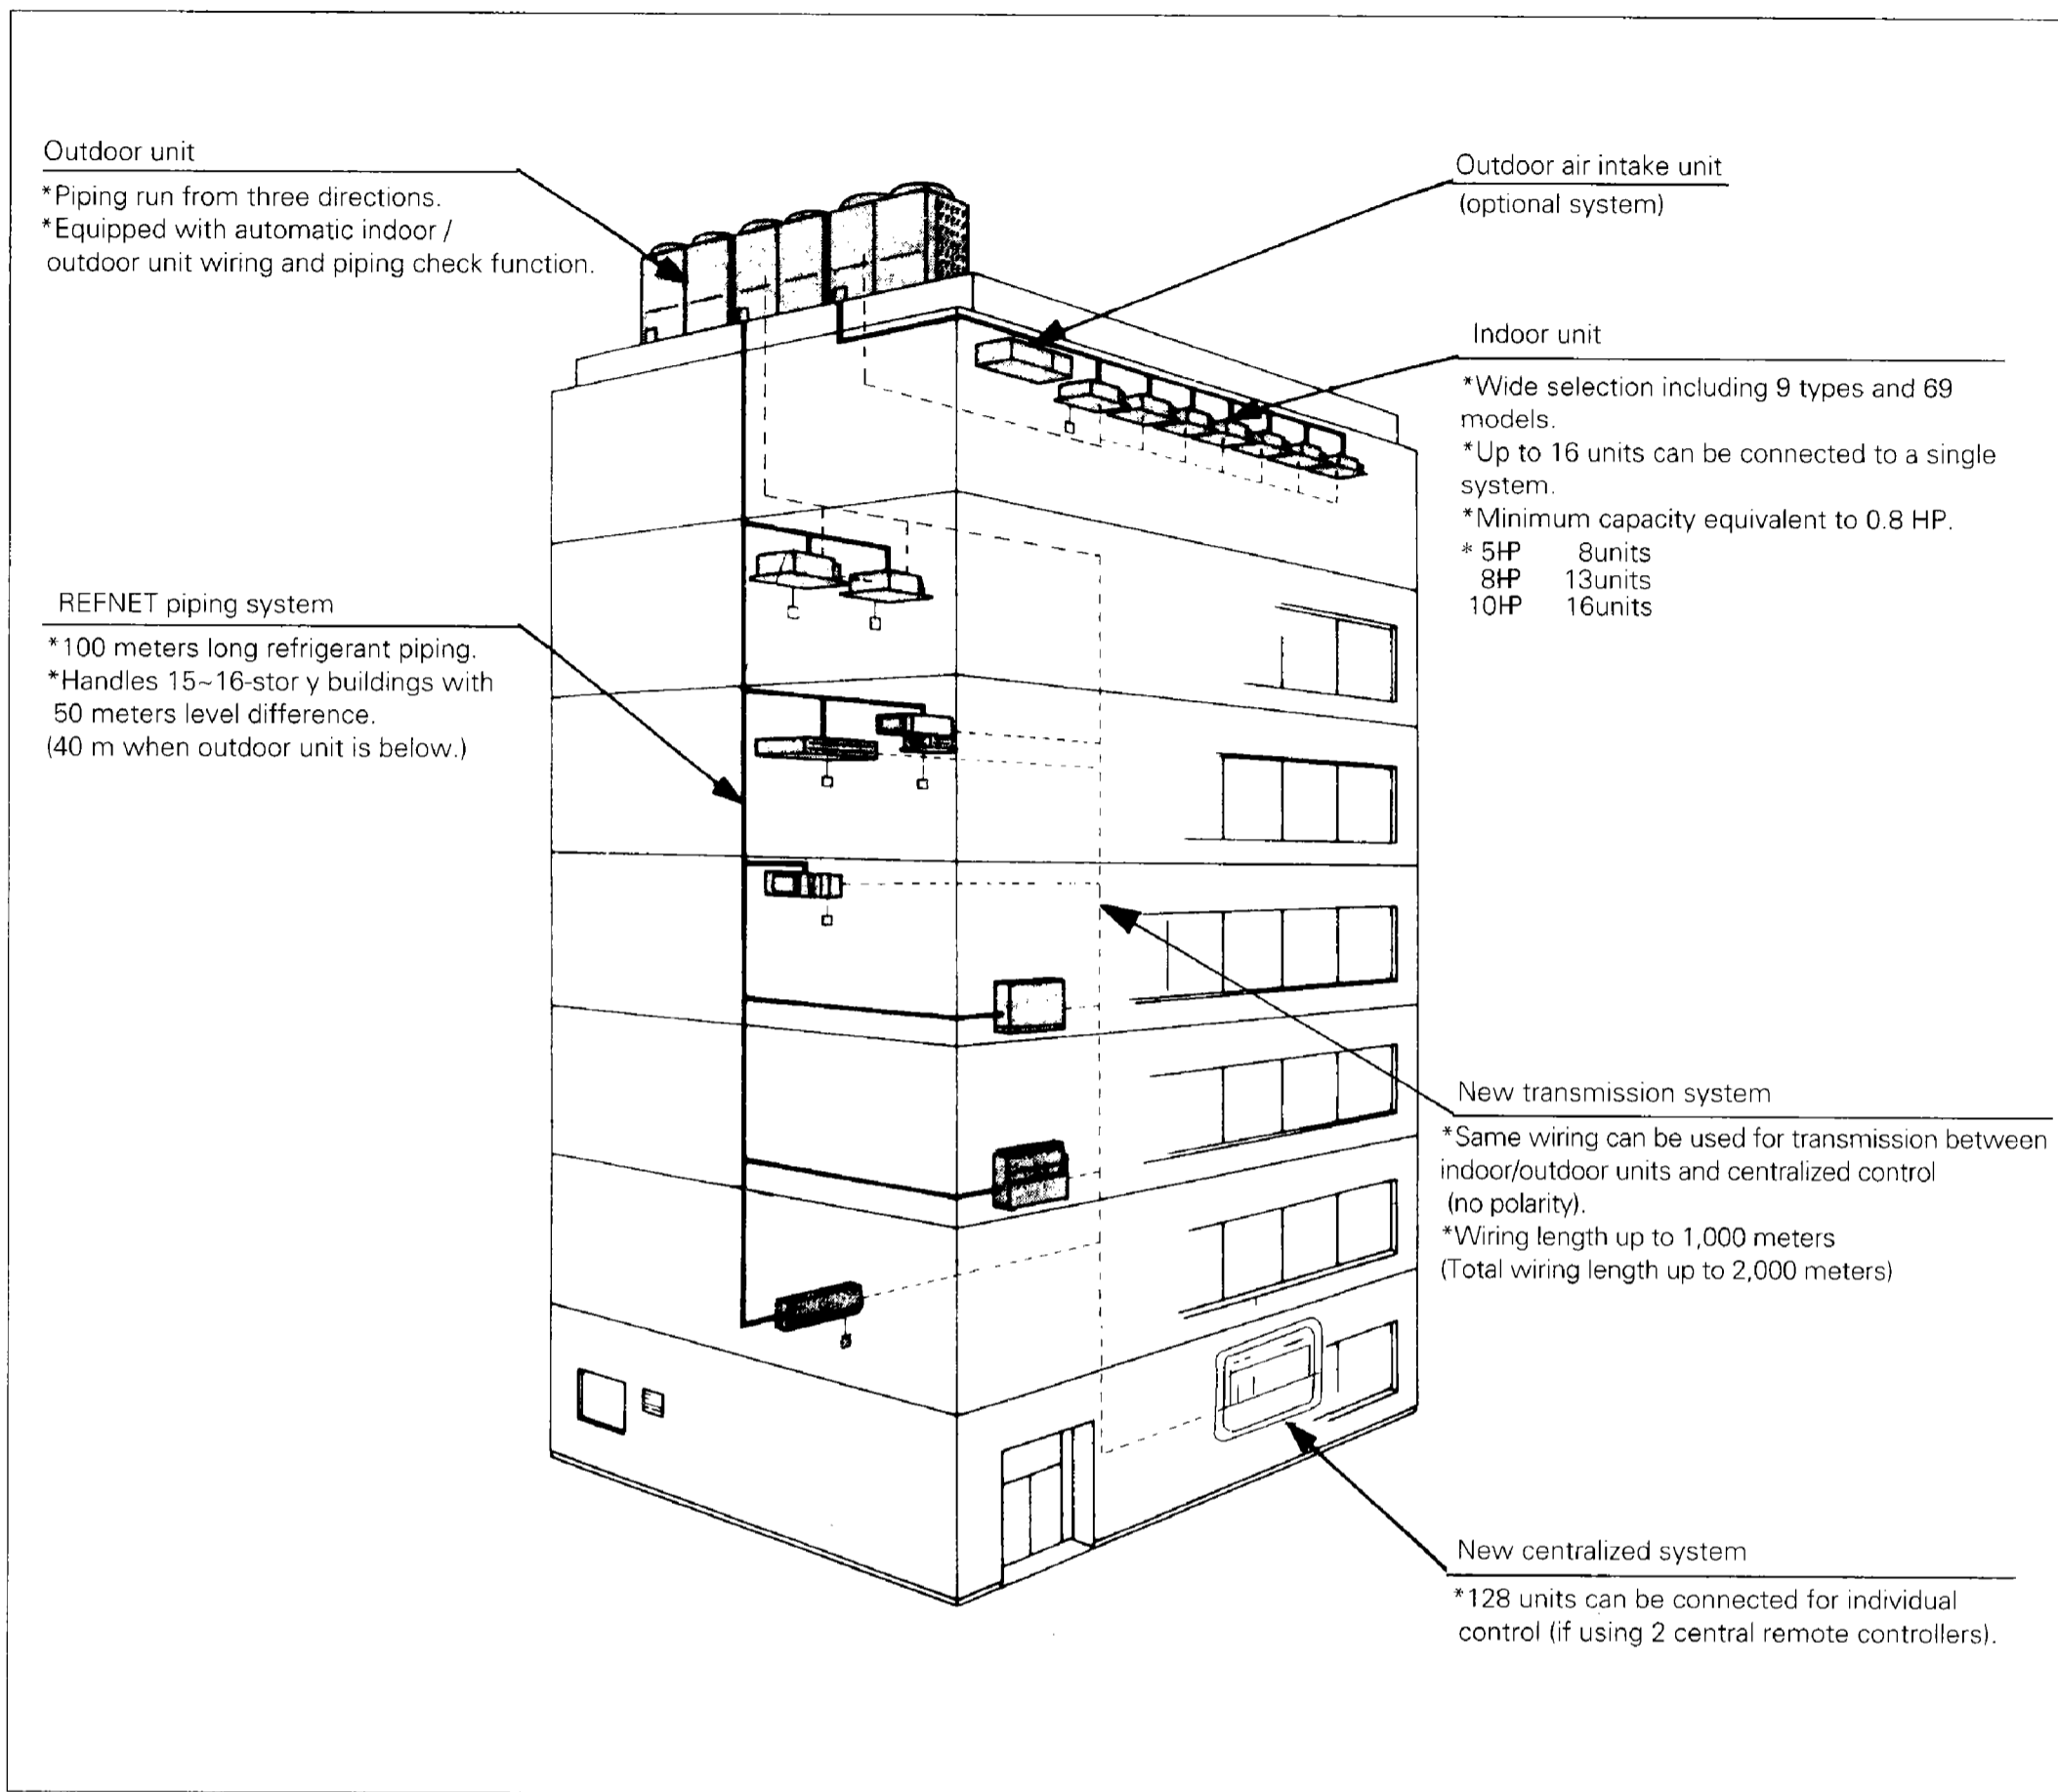 Outdoor unit
*Piping run from three directions.
*Equipped with automatic indoor /
outdoor unit wiring and piping check function.
REFNET piping system
*100 meters long refrigerant piping.
*Handles 15~16-stor y buildings with
50 meters level difference.
(40 m when outdoor unit is below.)
Outdoor air intake unit
(optional system)
Indoor unit
*Wide selection including 9 types and 69
models.
*Up to 16 units can be connected to a single
system.
*Minimum capacity equivalent to 0.8 HP.
* 5HP 8units
8HP 13units
10HP 16units
New transmission system
*Same wiring can be used for transmission between
indoor/outdoor units and centralized control
(no polarity).
*Wiring length up to 1,000 meters
(Total wiring length up to 2,000 meters)
New centralized system
*128 units can be connected for individual
control (if using 2 central remote controllers).